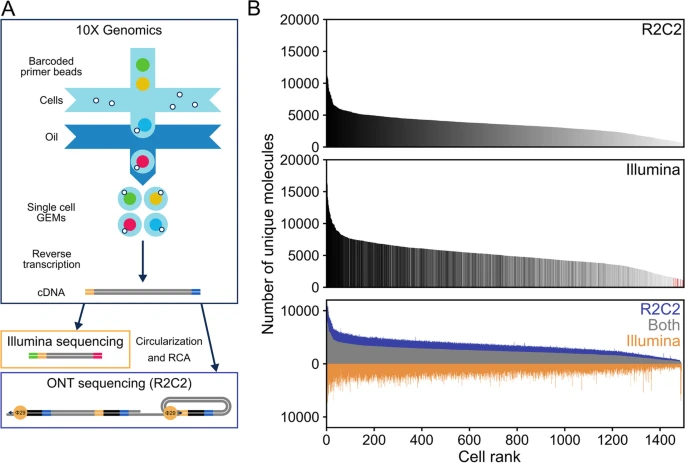 A
10X Genomics
Barcoded
primer beads
Cells
Oil
Single cell
GEMs
Reverse
transcription
cDNA
Illumina sequencing
Circularization
and RCA
ONT sequencing (R2C2)
Φ29
Φ29
B
Number of unique molecules
20000
15000
10000
5000
0
R2C2
20000
15000
10000
5000
0
Illumina
10000
0
10000
R2C2
Both
Illumina
0
200
400
600
800
1000
1200
1400
Cell rank